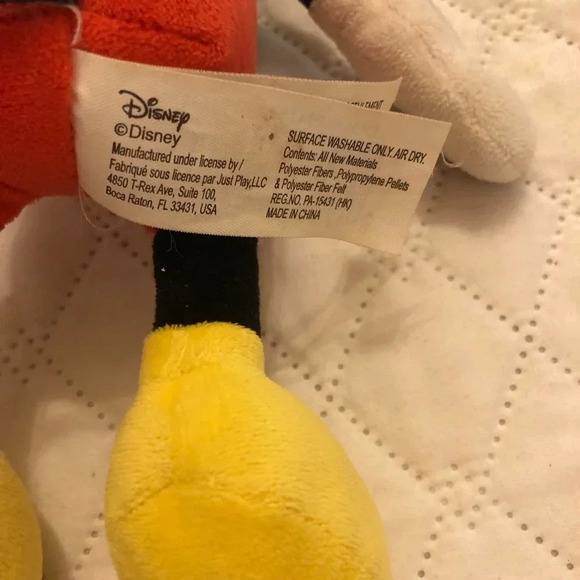 Disney
©Disney
Manufactured under license by /
Fabriqué sous licence par Just Play, LLC
4850 T-Rex Ave, Suite 100,
Boca Raton, FL 33431, USA
SURFACE WASHABLE ONLY. AIR DRY.
Contents: All New Materials
Polyester Fibers ,Polypropylene Pellets
& Polyester Fiber Felt
REG.NO. PA-15431 (HK)
MADE IN CHINA